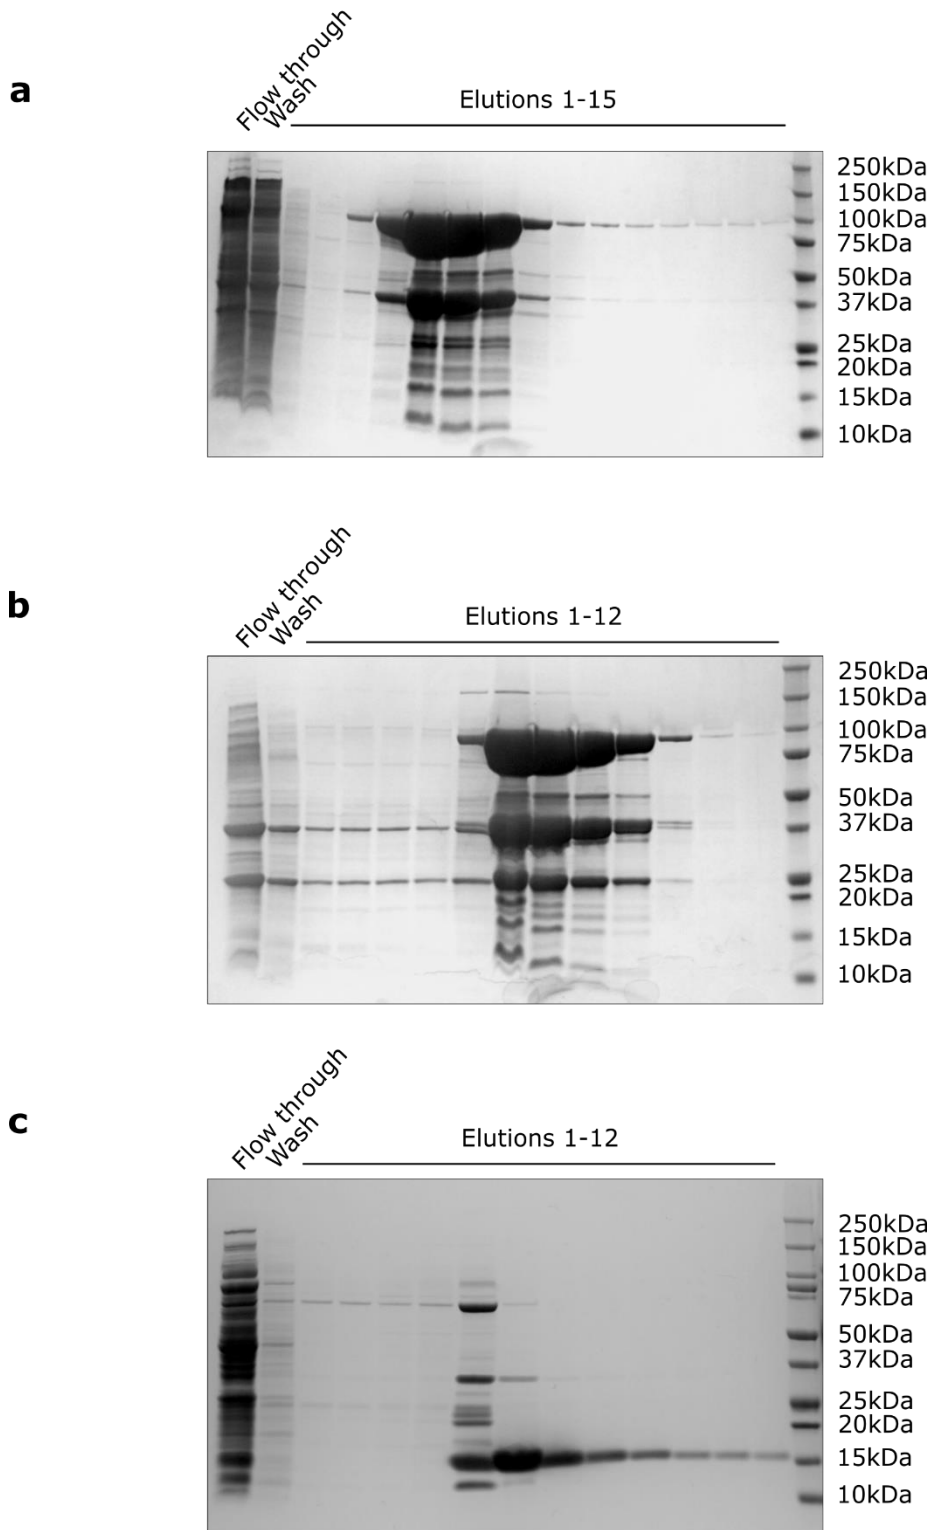 a
Flow through
Wash
Elutions 1-15
250kDa
150kDa
100kDa
75kDa
50kDa
37kDa
25kDa
20kDa
15kDa
10kDa
b
Flow through
Wash
Elutions 1-12
250kDa
150kDa
100kDa
75kDa
50kDa
37kDa
25kDa
20kDa
15kDa
10kDa
c
Flow through
Wash
Elutions 1-12
250kDa
150kDa
100kDa
75kDa
50kDa
37kDa
25kDa
20kDa
15kDa
10kDa